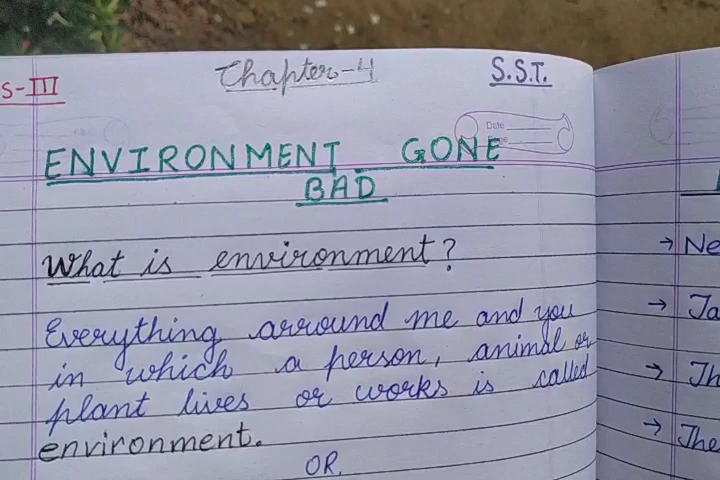 S-III
Chapter-4
S.S.T.
Date
ENVIRONMENT GONE
BAD
What is environment?
Everything arround me and you
in which a person, animal or
plant lives or works is called
environment.
OR.
→ Ne
→ Ja
→ Th
→ The